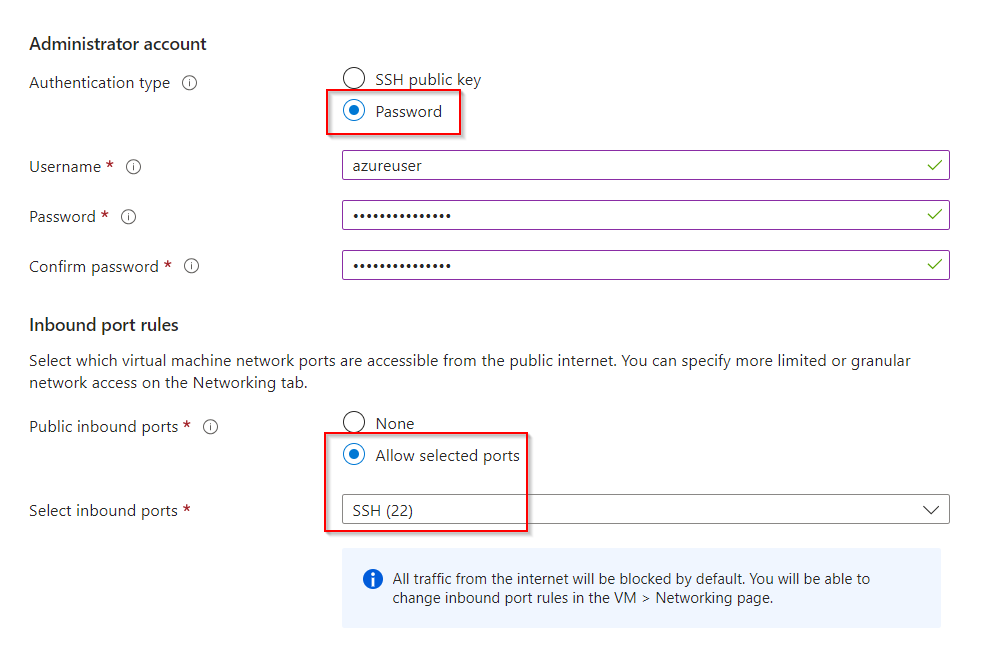 Administrator account
Authentication type
SSH public key
Password
Username *
azureuser
Password *
•••••••••••••••
Confirm password *
•••••••••••••••
Inbound port rules
Select which virtual machine network ports are accessible from the public internet. You can specify more limited or granular
network access on the Networking tab.
Public inbound ports *
None
Allow selected ports
Select inbound ports *
SSH (22)
All traffic from the internet will be blocked by default. You will be able to
change inbound port rules in the VM > Networking page.